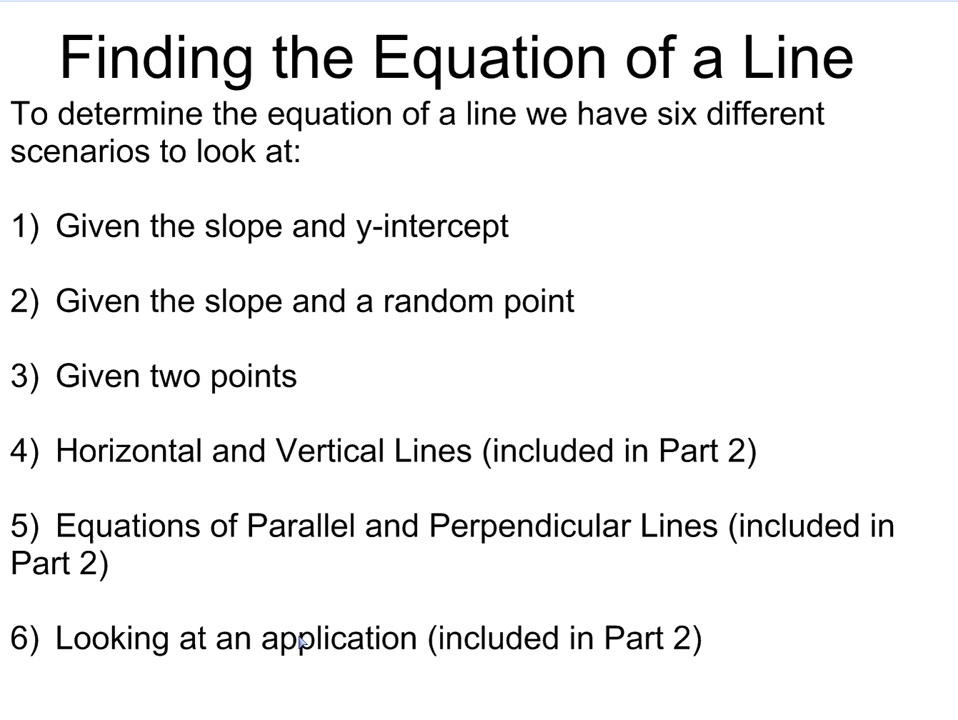 Finding the Equation of a Line
To determine the equation of a line we have six different
scenarios to look at:
1) Given the slope and y-intercept
2) Given the slope and a random point
3) Given two points
4) Horizontal and Vertical Lines (included in Part 2)
5) Equations of Parallel and Perpendicular Lines (included in
Part 2)
6) Looking at an application (included in Part 2)